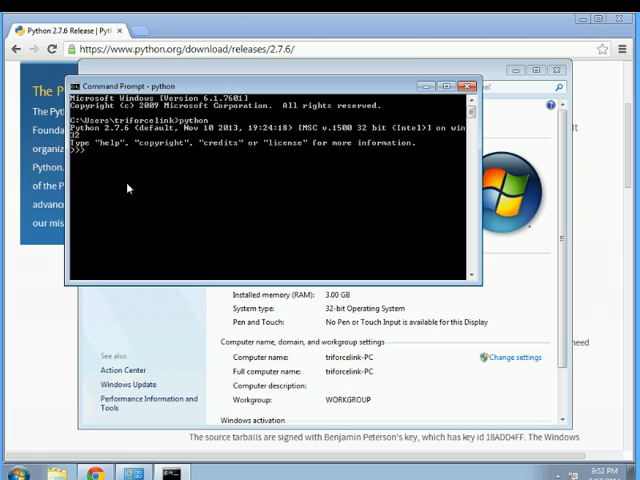 Python 2.7.6 Release | Py ×
https://www.python.org/download/releases/2.7.6/
The P
The Pyt
Founda
organiz
Python.
of the P
advanc
our mis
Command Prompt - python
Microsoft Windows [Version 6.1.7601]
Copyright (c) 2009 Microsoft Corporation.  All rights reserved.
C:\Users\triforcelink>python
Python 2.7.6 (default, Nov 10 2013, 19:24:18) [MSC v.1500 32 bit (Intel)] on win
32
Type "help", "copyright", "credits" or "license" for more information.
>>>
Installed memory (RAM): 3.00 GB
System type: 32-bit Operating System
Pen and Touch: No Pen or Touch Input is available for this Display
Computer name, domain, and workgroup settings
Computer name: triforcelink-PC
Change settings
Full computer name: triforcelink-PC
Computer description:
Workgroup: WORKGROUP
Windows activation
See also
Action Center
Windows Update
Performance Information and
Tools
It
need
The source tarballs are signed with Benjamin Peterson's key, which has key id 18ADD4FF. The Windows
9:52 PM